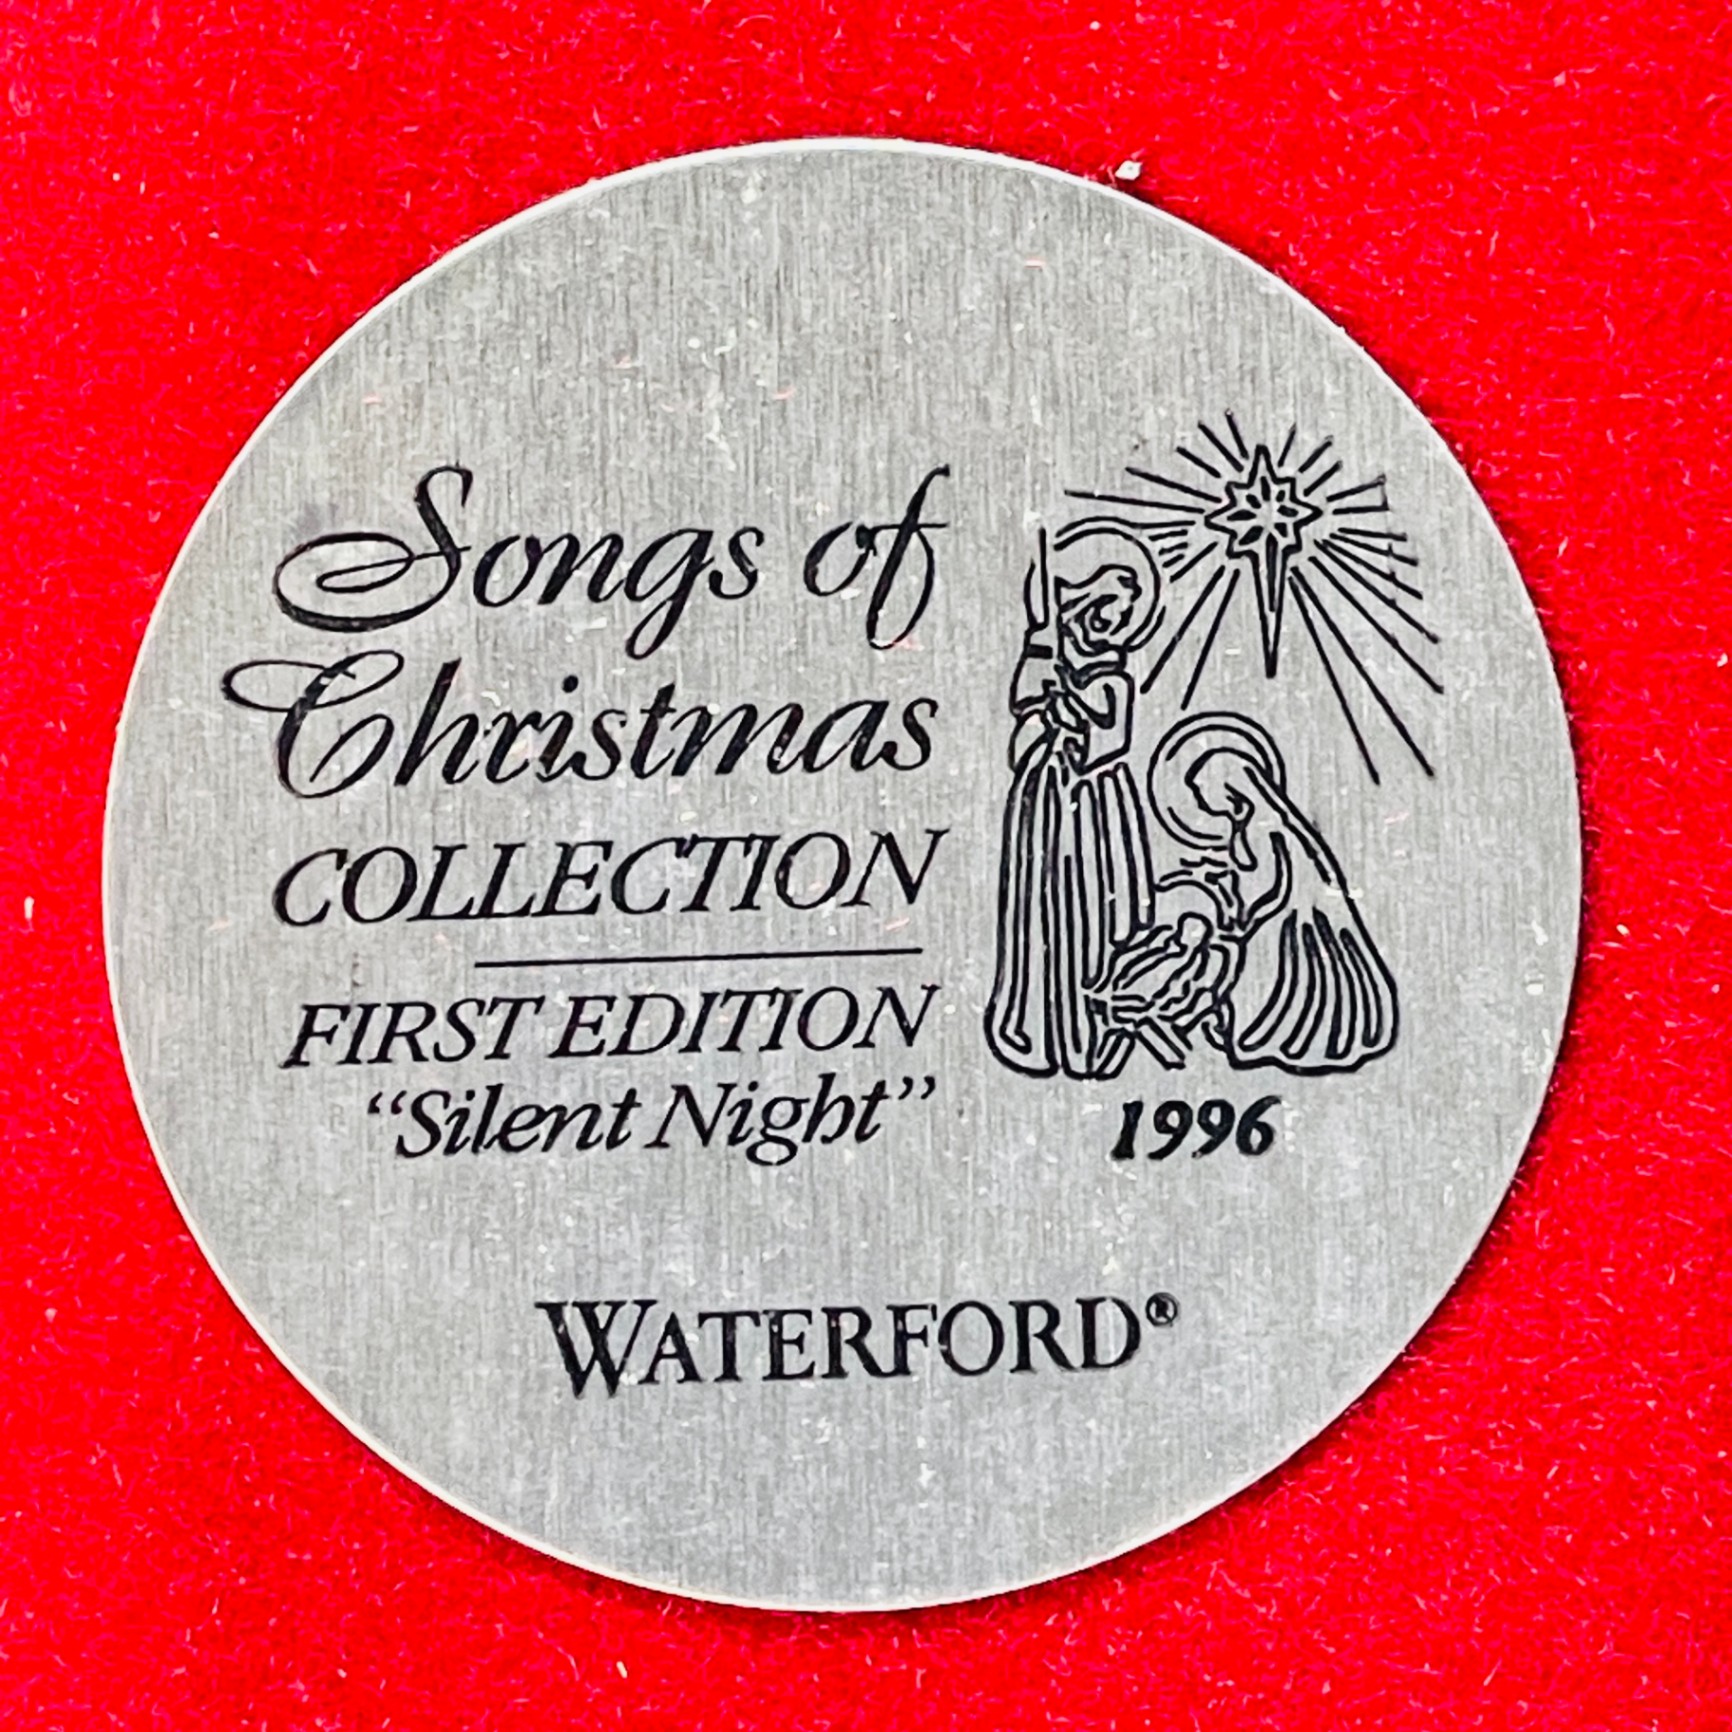 Songs of
Christmas
COLLECTION
FIRST EDITION
“Silent Night”
1996
WATERFORD®